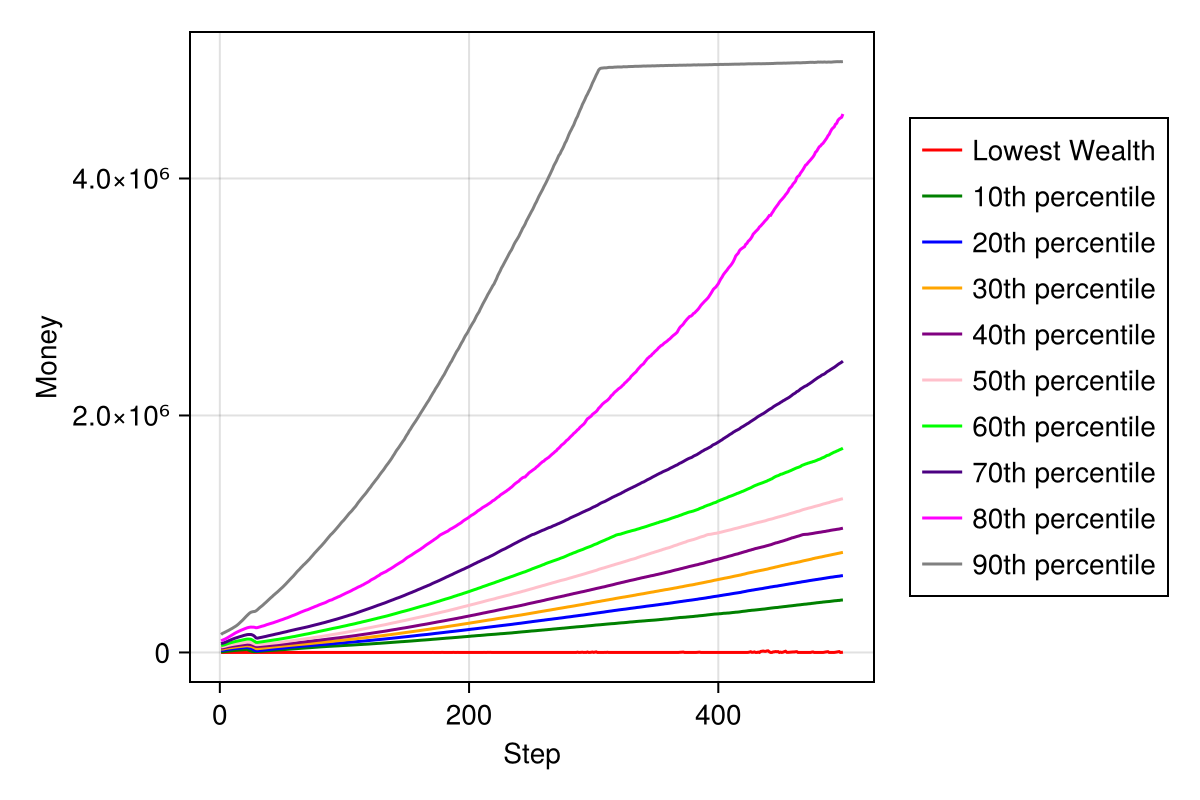 4.0×10⁶
2.0×10⁶
0
Money
0
200
400
Step
Lowest Wealth
10th percentile
20th percentile
30th percentile
40th percentile
50th percentile
60th percentile
70th percentile
80th percentile
90th percentile